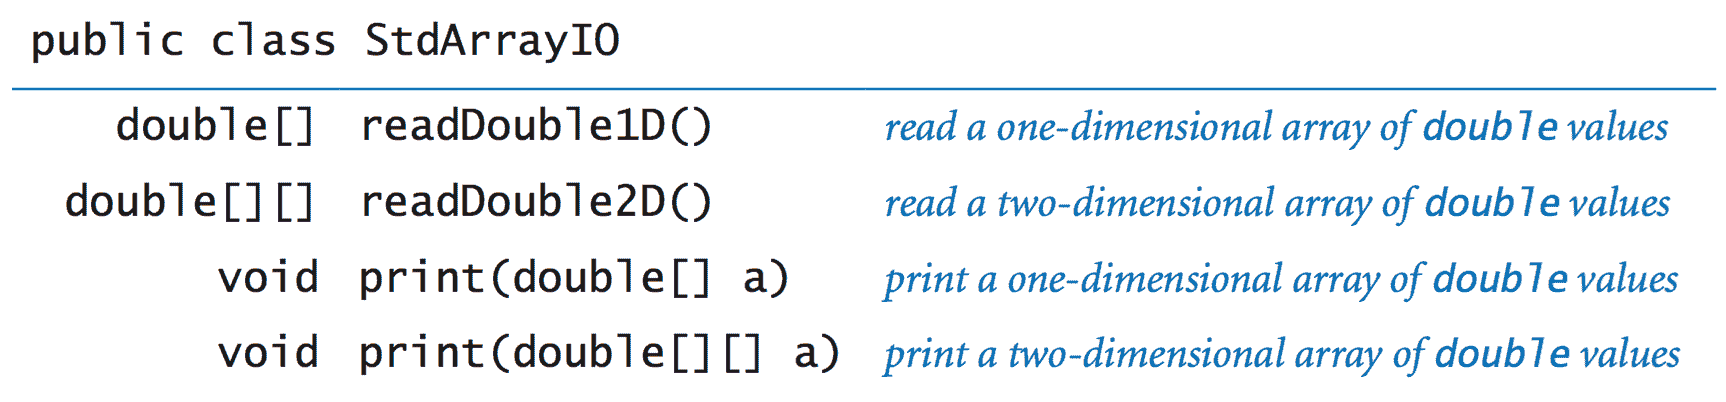 public class StdArrayIO
double[] readDouble1D() read a one-dimensional array of double values
double[][] readDouble2D() read a two-dimensional array of double values
void print(double[] a) print a one-dimensional array of double values
void print(double[][] a) print a two-dimensional array of double values